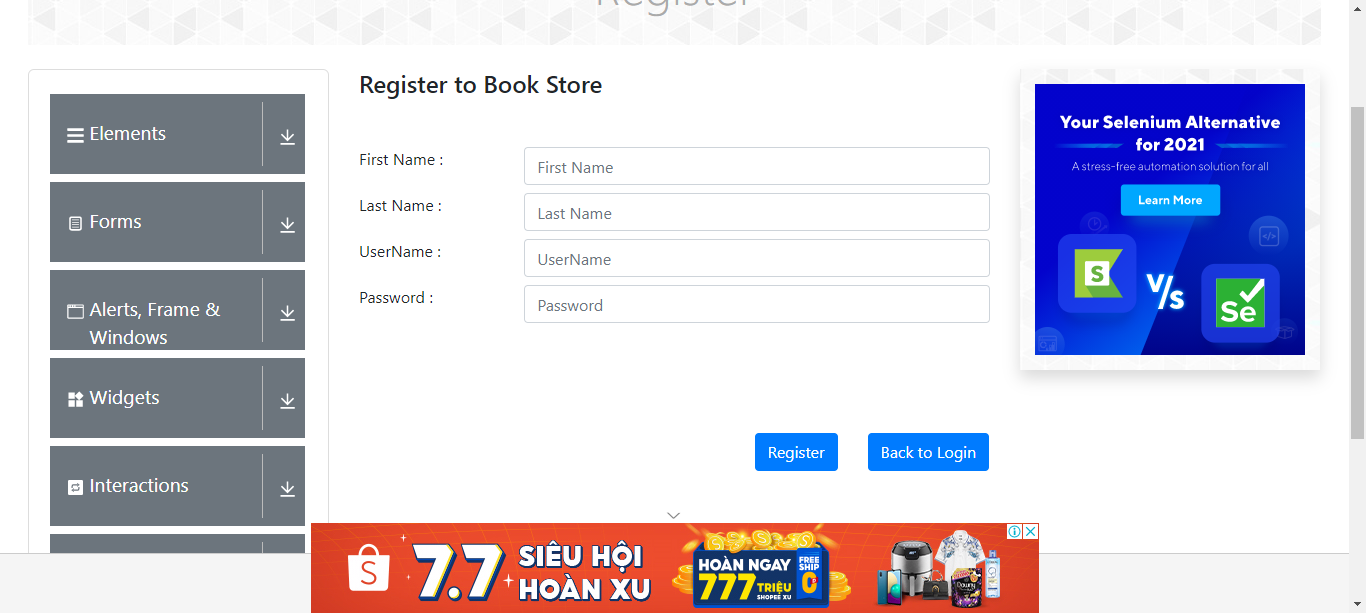 Register
Elements
Forms
Alerts, Frame &
Windows
Widgets
Interactions
Register to Book Store
First Name :
First Name
Last Name :
Last Name
UserName :
UserName
Password :
Password
Register
Back to Login
Your Selenium Alternative
for 2021
A stress-free automation solution for all
Learn More
S
V/s
Se
S
7.7
SIÊU HỘI
HOÀN XU
HOÀN NGAY
777 TRIỆU
SHOPEE XU
FREE
SHIP
0Đ
Downy